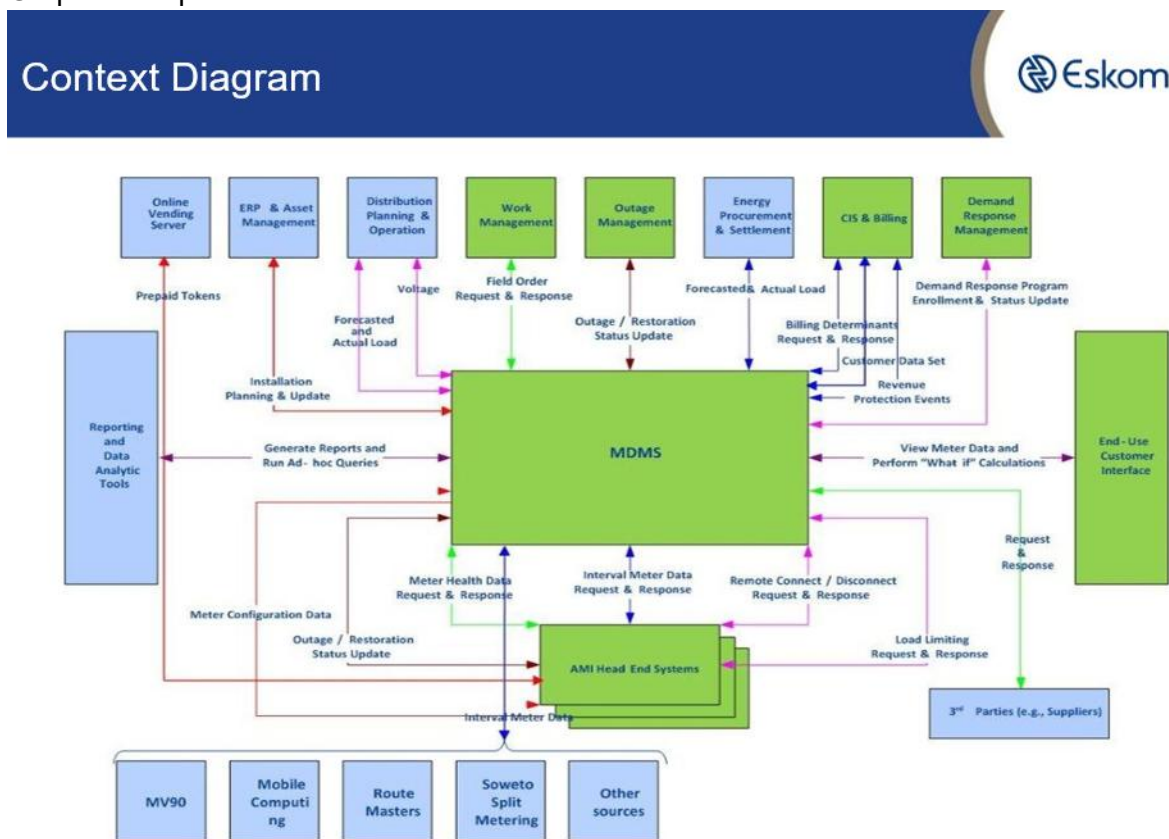 Context Diagram
Eskom
Online
Vending
Server
ERP & Asset
Management
Distribution
Planning &
Operation
Work
Management
Outage
Management
Energy
Procurement
& Settlement
CIS & Billing
Demand
Response
Management
Prepaid Tokens
Voltage
Field Order
Request & Response
Forecasted & Actual Load
Demand Response Program
Enrollment & Status Update
Forecasted
and
Actual Load
Outage / Restoration
Status Update
Billing Determinants
Request & Response
Customer Data Set
Installation
Planning & Update
Revenue
Protection Events
Reporting
and
Data
Analytic
Tools
Generate Reports and
Run Ad-hoc Queries
MDMS
View Meter Data and
Perform "What if" Calculations
End-Use
Customer
Interface
Request
&
Response
Meter Health Data
Request & Response
Interval Meter Data
Request & Response
Remote Connect / Disconnect
Request & Response
Meter Configuration Data
Outage / Restoration
Status Update
Load Limiting
Request & Response
AMI Head End Systems
3rd Parties (e.g., Suppliers)
Interval Meter Data
MV90
Mobile
Computi
ng
Route
Masters
Soweto
Split
Metering
Other
sources